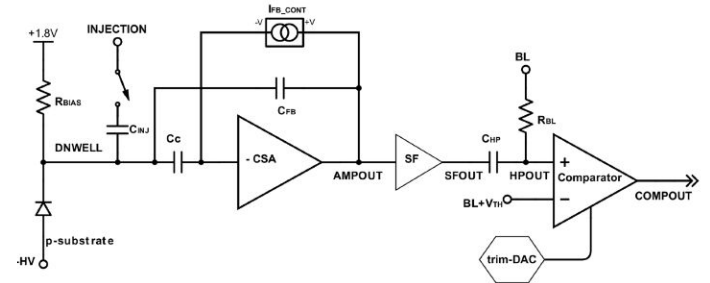 +1.8V
INJECTION
IFB_CONT
-V
+V
RBIAS
CINJ
DNWELL
Cc
CFB
- CSA
AMPOUT
SF
SFOUT
CHP
BL
RBL
HPOUT
+
Comparator
−
BL+VTH
COMPOUT
trim-DAC
p-substrate
-HV